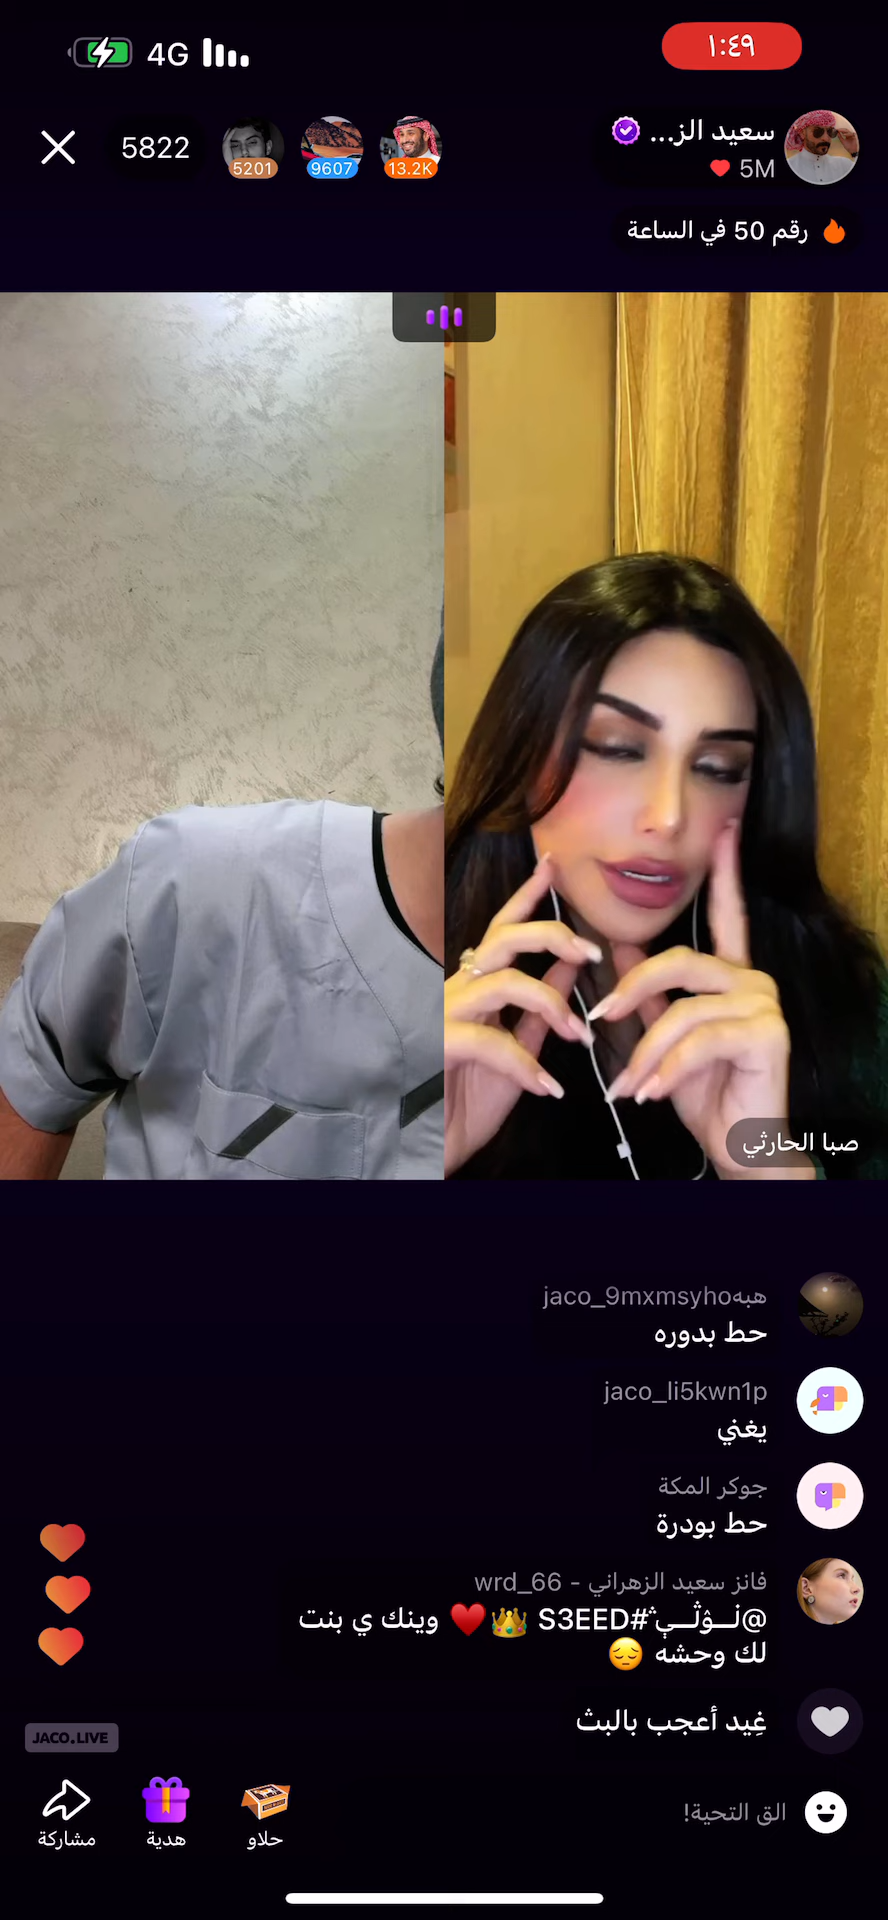 4G
١:٤٩
سعيد الز...
5M
5822
5201
9607
13.2K
رقم 50 في الساعة
صبا الحارثي
jaco_9mxmsyhoهبه
حط بدوره
jaco_li5kwn1p
يغني
جوكر المكة
حط بودرة
فانز سعيد الزهراني - wrd_66
S3EED# 👑♥️ وينك ي بنت
لك وحشه 😔
غِيد أعجب بالبث
JACO.LIVE
مشاركة
هدية
حلاو
الق التحية!